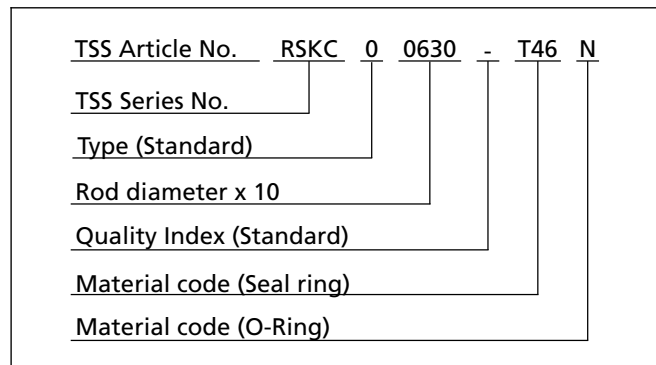 TSS Article No. RSKC 0 0630 - T46 N
TSS Series No.
Type (Standard)
Rod diameter x 10
Quality Index (Standard)
Material code (Seal ring)
Material code (O-Ring)